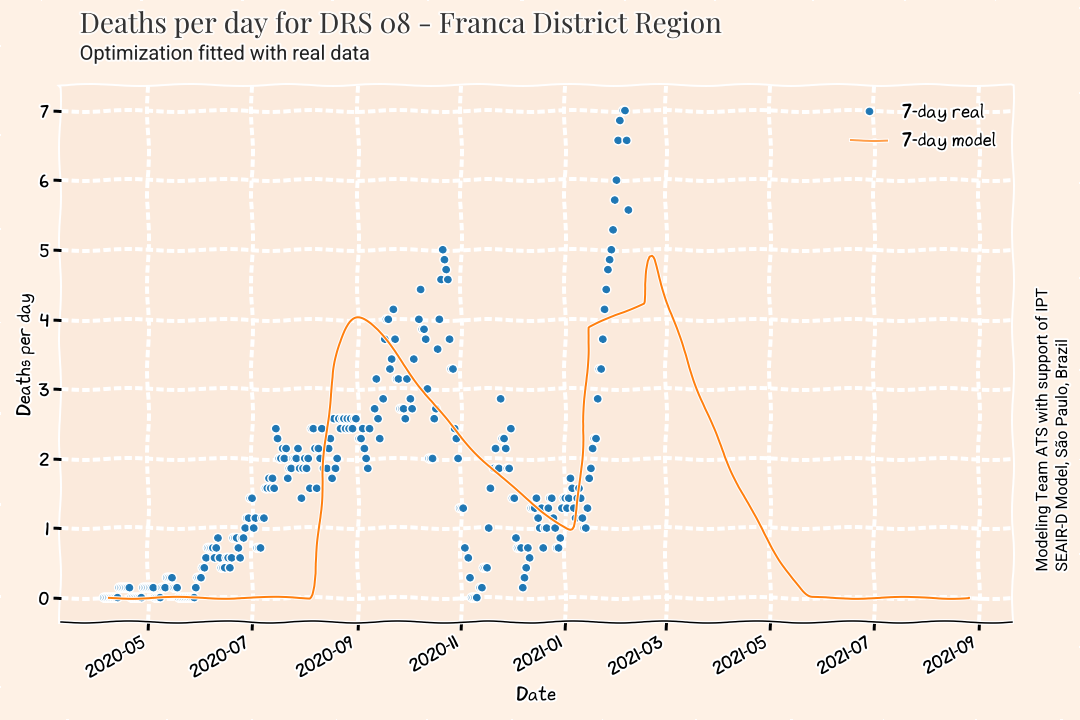 Deaths per day for DRS 08 – Franca District Region
Optimization fitted with real data
7-day real
7-day model
Deaths per day
7
6
5
4
3
2
1
0
2020-05
2020-07
2020-09
2020-11
2021-01
2021-03
2021-05
2021-07
2021-09
Date
Modeling Team ATS with support of IPT
SEAIR-D Model, São Paulo, Brazil